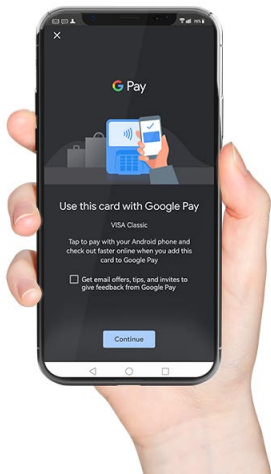 G Pay
Use this card with Google Pay
VISA Classic
Tap to pay with your Android phone and
check out faster online when you add this
card to Google Pay
Get email offers, tips, and invites to
give feedback from Google Pay
Continue